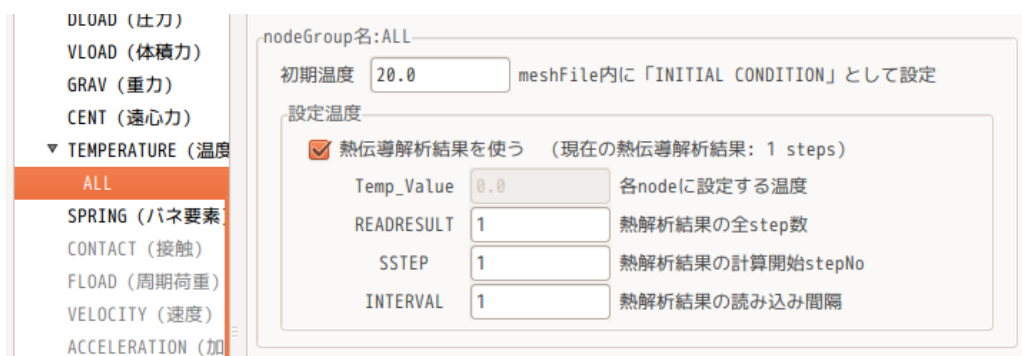 DLOAD (圧力)
VLOAD (体積力)
GRAV (重力)
CENT (遠心力)
▼ TEMPERATURE (温度
ALL
SPRING (バネ要素)
CONTACT (接触)
FLOAD (周期荷重)
VELOCITY (速度)
ACCELERATION (加
nodeGroup名:ALL
初期温度 20.0 meshFile内に「INITIAL CONDITION」として設定
設定温度
熱伝導解析結果を使う (現在の熱伝導解析結果: 1 steps)
Temp_Value 0.0 各nodeに設定する温度
READRESULT 1 熱解析結果の全step数
SSTEP 1 熱解析結果の計算開始stepNo
INTERVAL 1 熱解析結果の読み込み間隔